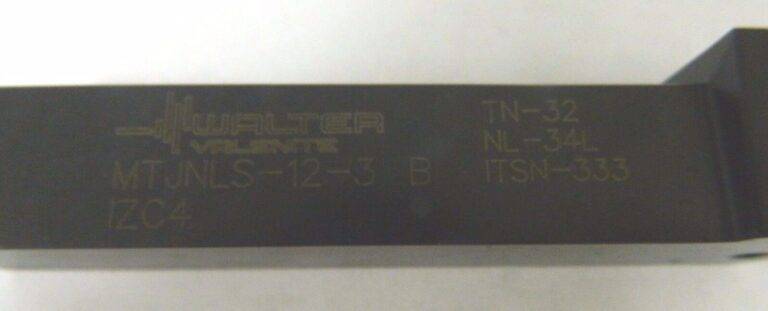 WALTER
VALENITE
MTJNLS-12-3 B
IZC4
TN-32
NL-34L
ITSN-333